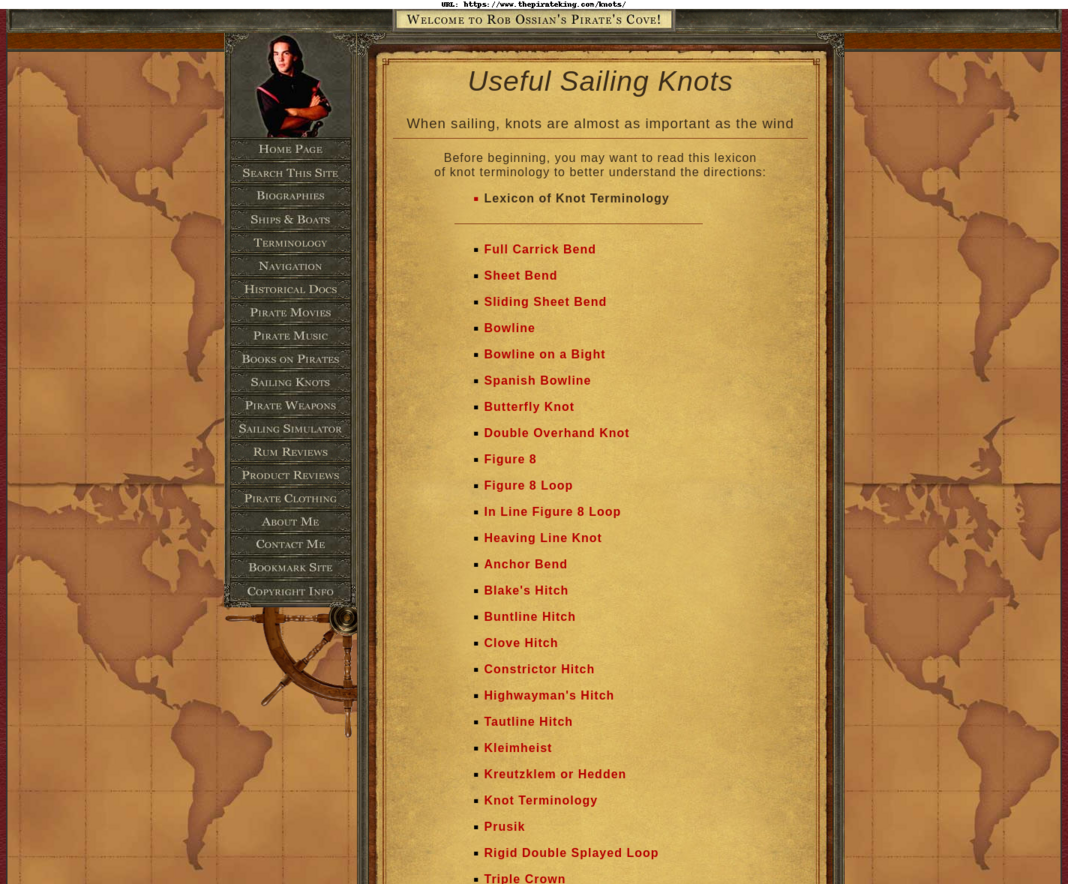 URL: https://www.thepirateking.com/knots/
Welcome to Rob Ossian's Pirate's Cove!
Home Page
Search This Site
Biographies
Ships & Boats
Terminology
Navigation
Historical Docs
Pirate Movies
Pirate Music
Books on Pirates
Sailing Knots
Pirate Weapons
Sailing Simulator
Rum Reviews
Product Reviews
Pirate Clothing
About Me
Contact Me
Bookmark Site
Copyright Info
Useful Sailing Knots
When sailing, knots are almost as important as the wind
Before beginning, you may want to read this lexicon
of knot terminology to better understand the directions:
Lexicon of Knot Terminology
Full Carrick Bend
Sheet Bend
Sliding Sheet Bend
Bowline
Bowline on a Bight
Spanish Bowline
Butterfly Knot
Double Overhand Knot
Figure 8
Figure 8 Loop
In Line Figure 8 Loop
Heaving Line Knot
Anchor Bend
Blake's Hitch
Buntline Hitch
Clove Hitch
Constrictor Hitch
Highwayman's Hitch
Tautline Hitch
Kleimheist
Kreutzklem or Hedden
Knot Terminology
Prusik
Rigid Double Splayed Loop
Triple Crown